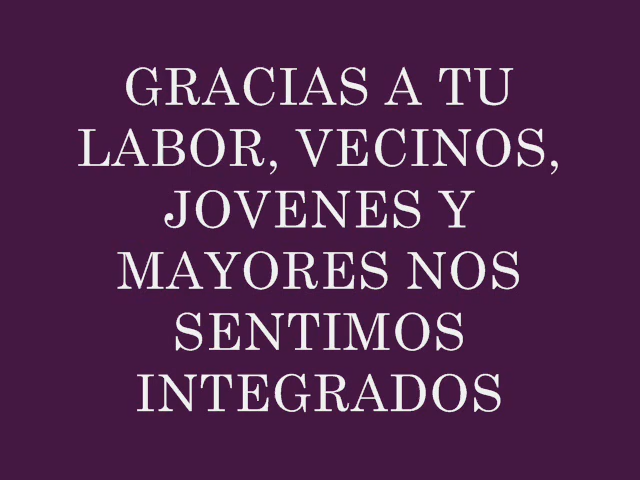 GRACIAS A TU
LABOR, VECINOS,
JOVENES Y
MAYORES NOS
SENTIMOS
INTEGRADOS